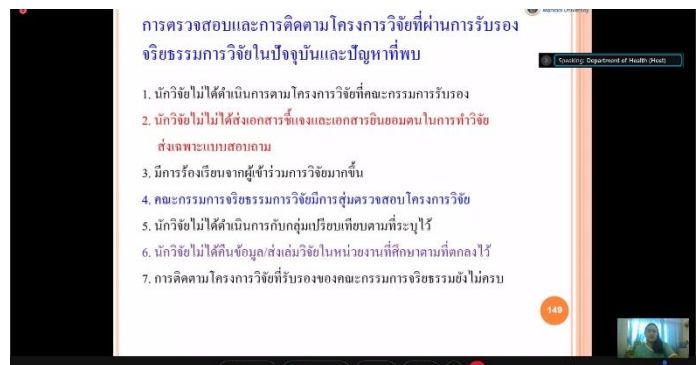 Mahidol University
การตรวจสอบและการติดตามโครงการวิจัยที่ผ่านการรับรอง
จริยธรรมการวิจัยในปัจจุบันและปัญหาที่พบ
Speaking: Department of Health (Host)
1. นักวิจัยไม่ได้ดำเนินการตามโครงการวิจัยที่คณะกรรมการรับรอง
2. นักวิจัยไม่ไม่ได้ส่งเอกสารชี้แจงและเอกสารยินยอมตนในการทำวิจัย
ส่งเฉพาะแบบสอบถาม
3. มีการร้องเรียนจากผู้เข้าร่วมการวิจัยมากขึ้น
4. คณะกรรมการจริยธรรมการวิจัยมีการสุ่มตรวจสอบโครงการวิจัย
5. นักวิจัยไม่ได้ดำเนินการกับกลุ่มเปรียบเทียบตามที่ระบุไว้
6. นักวิจัยไม่ได้คืนข้อมูล/ส่งเล่มวิจัยในหน่วยงานที่ศึกษาตามที่ตกลงไว้
7. การติดตามโครงการวิจัยที่รับรองของคณะกรรมการจริยธรรมยังไม่ครบ
149